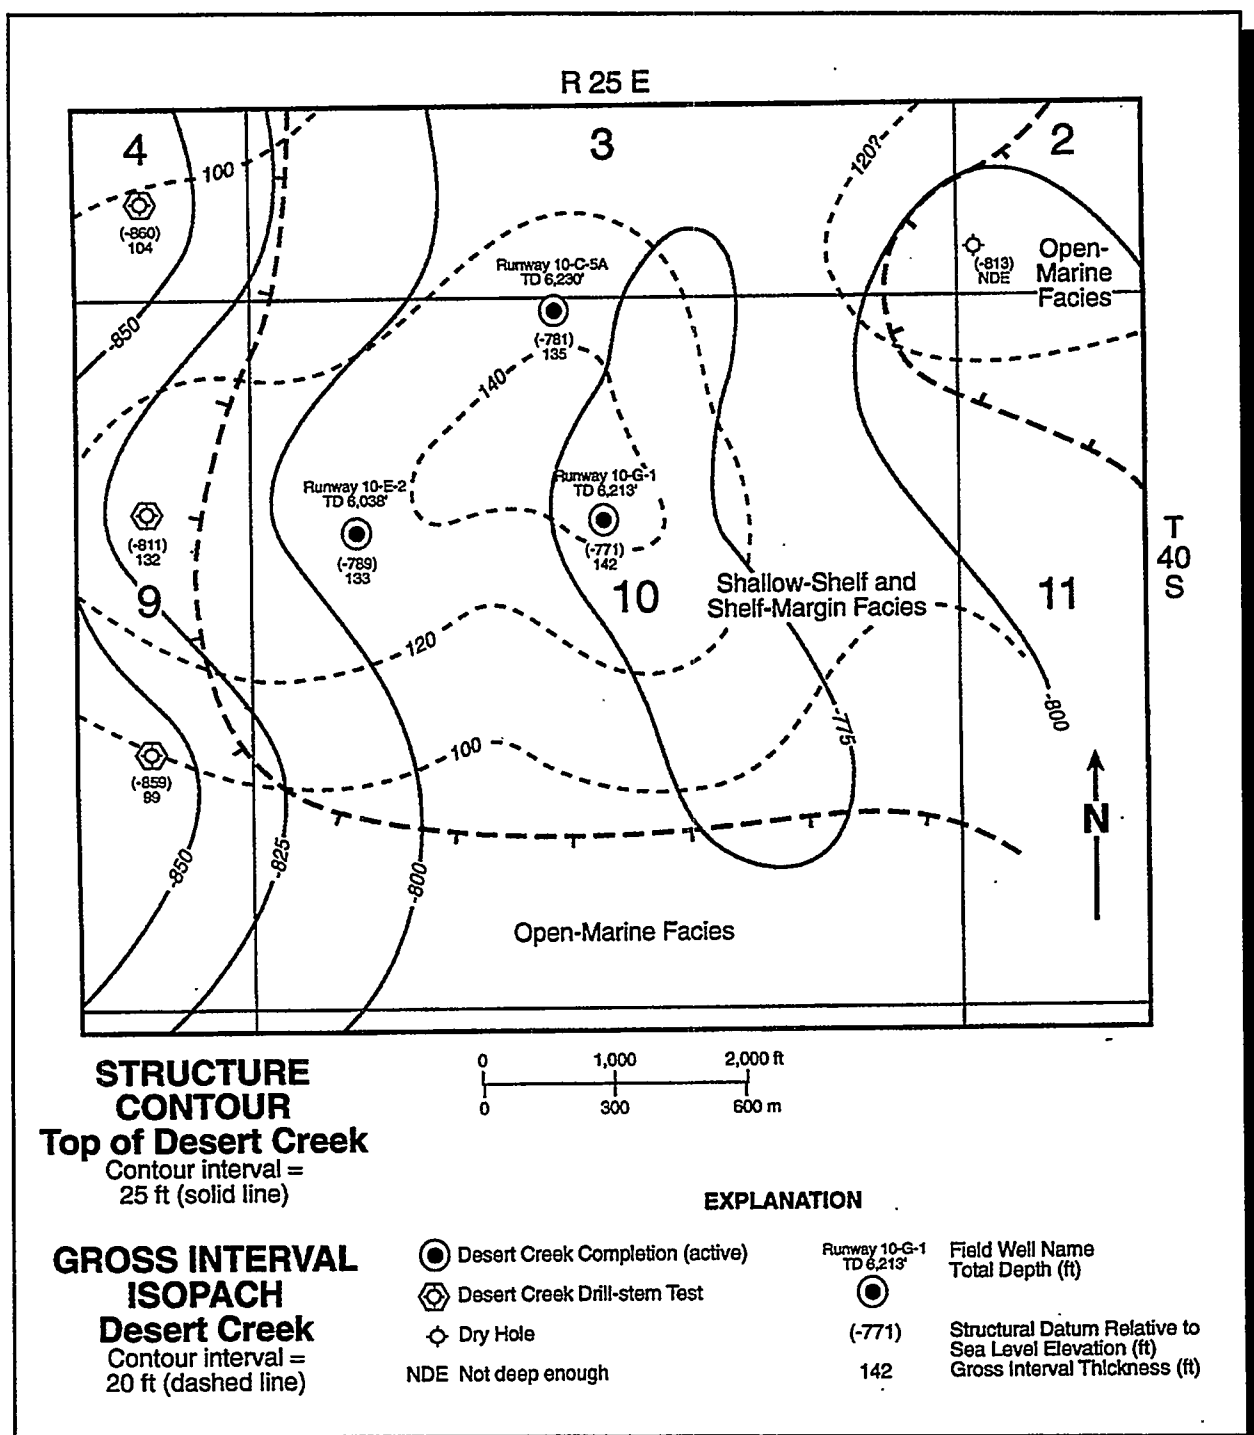 R 25 E
4
3
2
100
120?
(-860)
104
Runway 10-C-5A
TD 6,230'
(-813)
NDE
Open-
Marine
Facies
-850
(-781)
135
140
Runway 10-E-2
TD 6,038'
Runway 10-G-1
TD 6,213'
(-811)
132
(-789)
133
(-771)
142
T
40
S
9
10
Shallow-Shelf and
Shelf-Margin Facies
11
120
-800
-775
100
(-859)
89
N
-850
-825
-800
Open-Marine Facies
STRUCTURE
CONTOUR
Top of Desert Creek
Contour interval =
25 ft (solid line)
0 1,000 2,000 ft
0 300 600 m
EXPLANATION
GROSS INTERVAL
ISOPACH
Desert Creek
Contour interval =
20 ft (dashed line)
Desert Creek Completion (active)
Desert Creek Drill-stem Test
Dry Hole
NDE Not deep enough
Runway 10-G-1
TD 6,213'
Field Well Name
Total Depth (ft)
(-771)
Structural Datum Relative to
Sea Level Elevation (ft)
142
Gross Interval Thickness (ft)